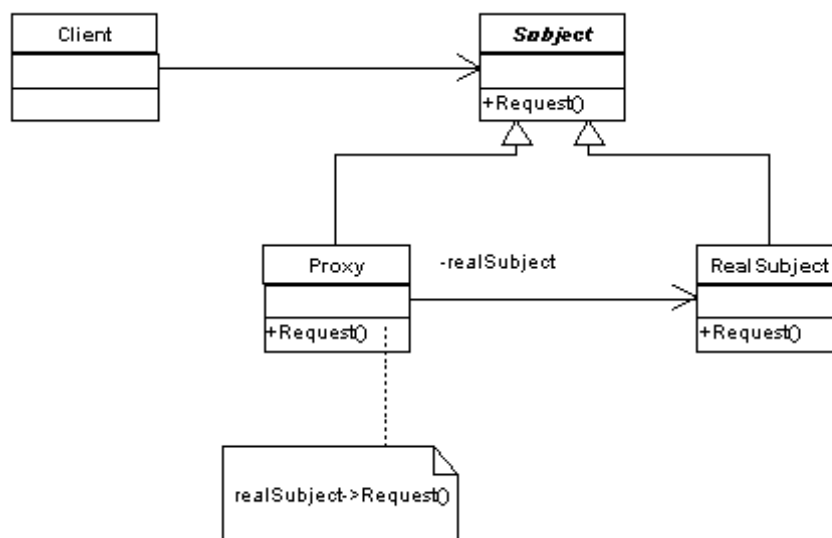 Client
Subject
+Request()
Proxy
-realSubject
RealSubject
+Request()
+Request()
realSubject->Request()